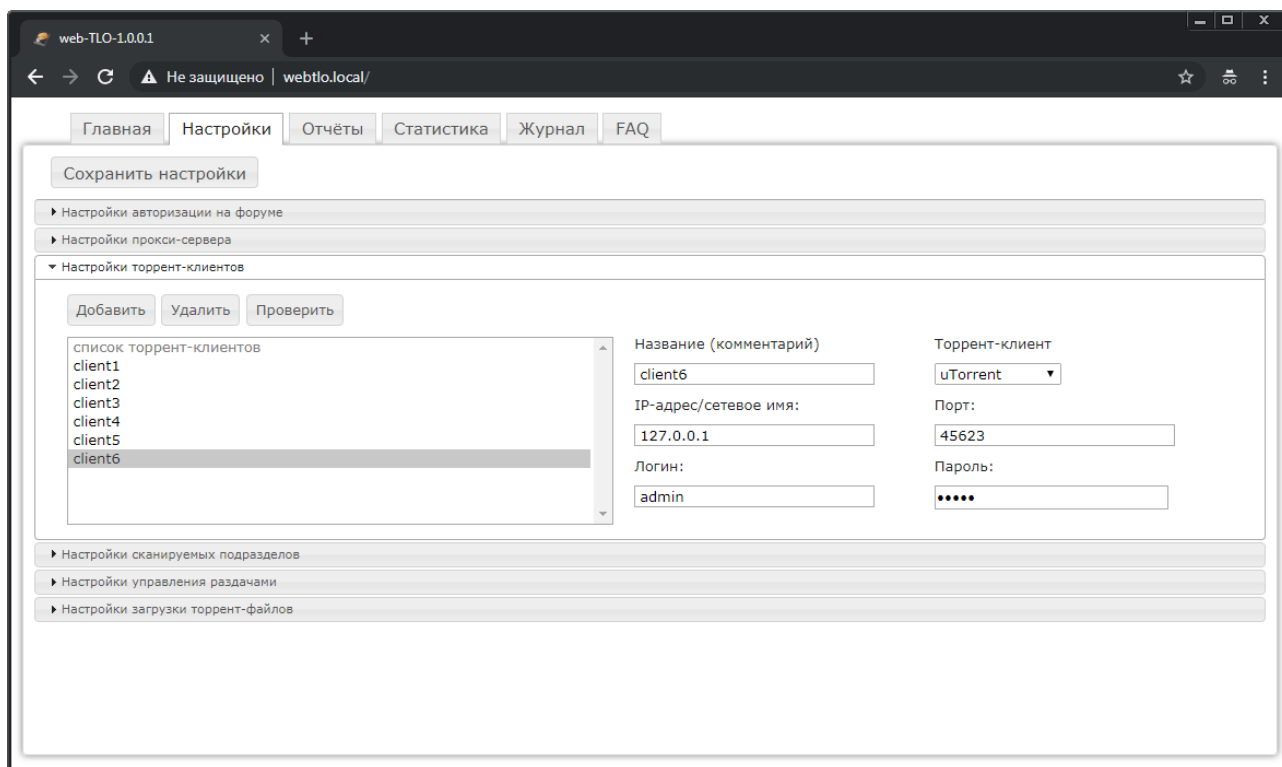 web-TLO-1.0.0.1
Не защищено | webtlo.local/
Главная Настройки Отчёты Статистика Журнал FAQ
Сохранить настройки
Настройки авторизации на форуме
Настройки прокси-сервера
Настройки торрент-клиентов
Добавить Удалить Проверить
список торрент-клиентов
client1
client2
client3
client4
client5
client6
Название (комментарий) Торрент-клиент
client6 uTorrent
IP-адрес/сетевое имя: Порт:
127.0.0.1 45623
Логин: Пароль:
admin •••••
Настройки сканируемых подразделов
Настройки управления раздачами
Настройки загрузки торрент-файлов